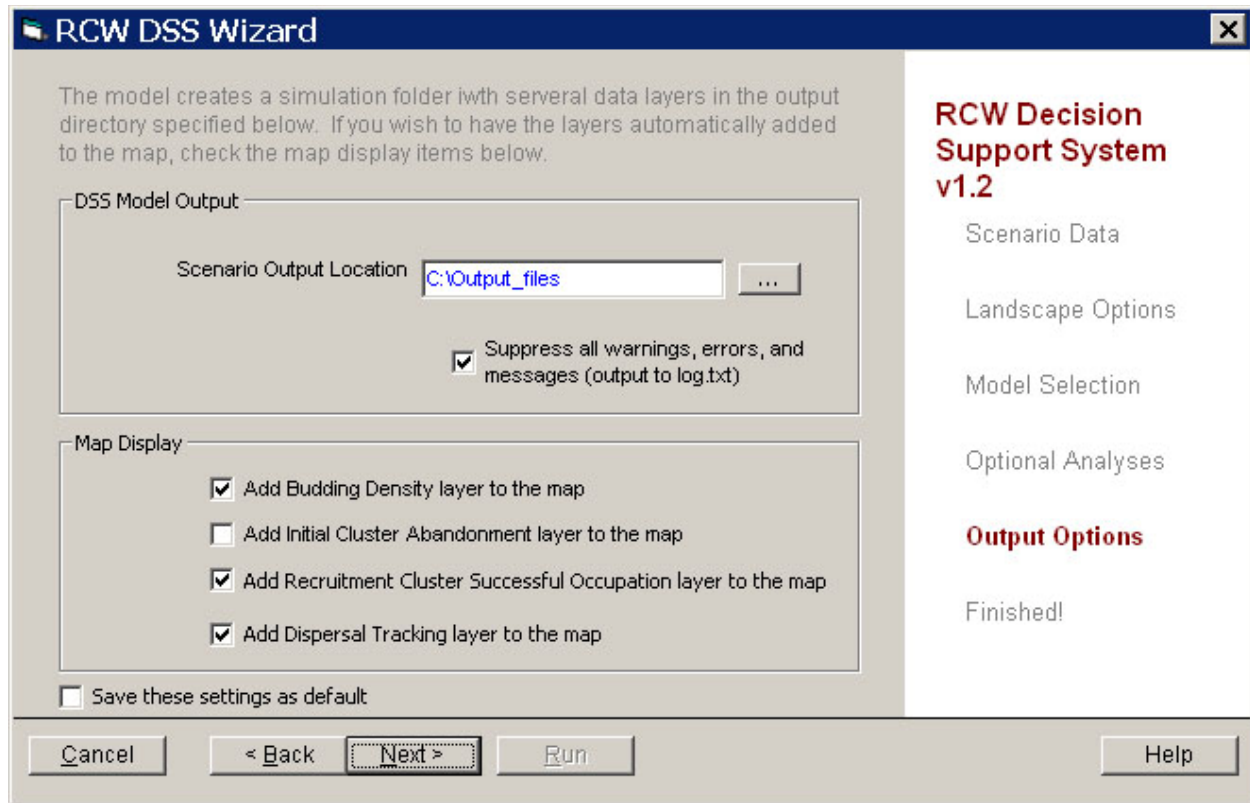 RCW DSS Wizard
The model creates a simulation folder iwth serveral data layers in the output
directory specified below. If you wish to have the layers automatically added
to the map, check the map display items below.
DSS Model Output
Scenario Output Location
C:\Output_files
...
Suppress all warnings, errors, and
messages (output to log.txt)
Map Display
Add Budding Density layer to the map
Add Initial Cluster Abandonment layer to the map
Add Recruitment Cluster Successful Occupation layer to the map
Add Dispersal Tracking layer to the map
Save these settings as default
RCW Decision
Support System
v1.2
Scenario Data
Landscape Options
Model Selection
Optional Analyses
Output Options
Finished!
Cancel
< Back
Next >
Run
Help